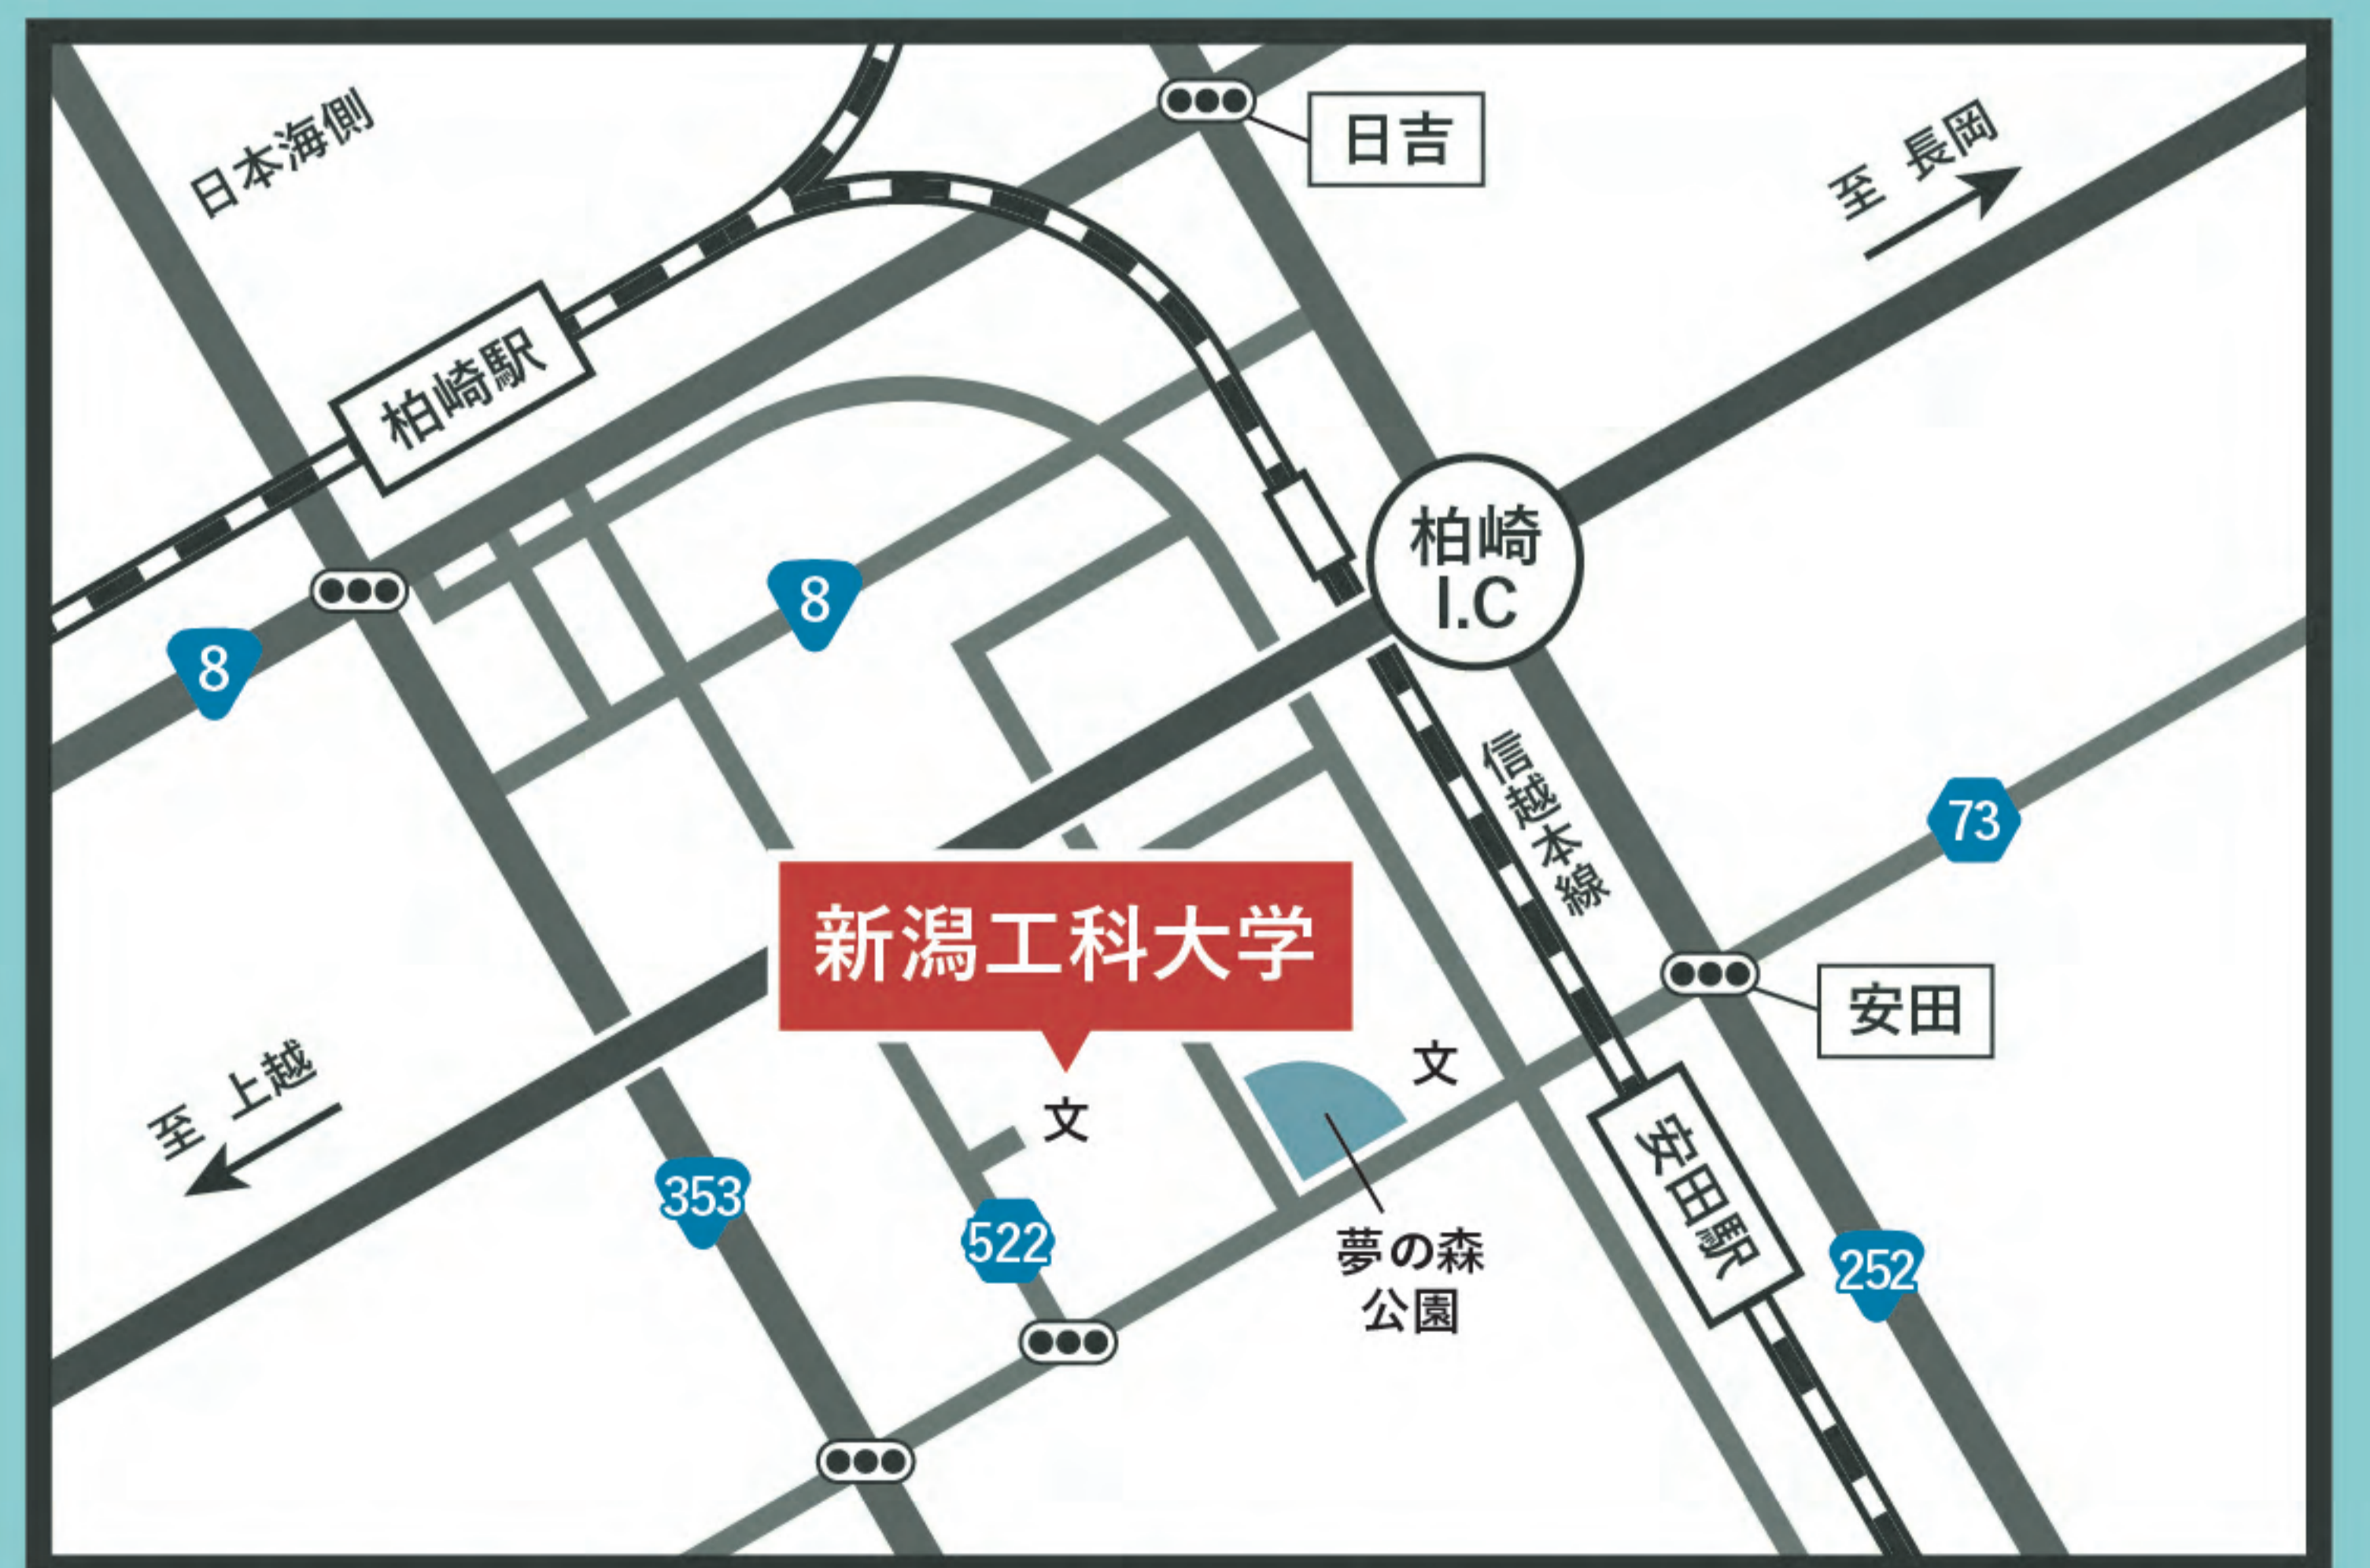 日本海側
日吉
至 長岡
柏崎駅
柏崎
I.C
8
8
信越本線
73
新潟工科大学
安田
至 上越
文
文
353
522
夢の森
公園
安田駅
252